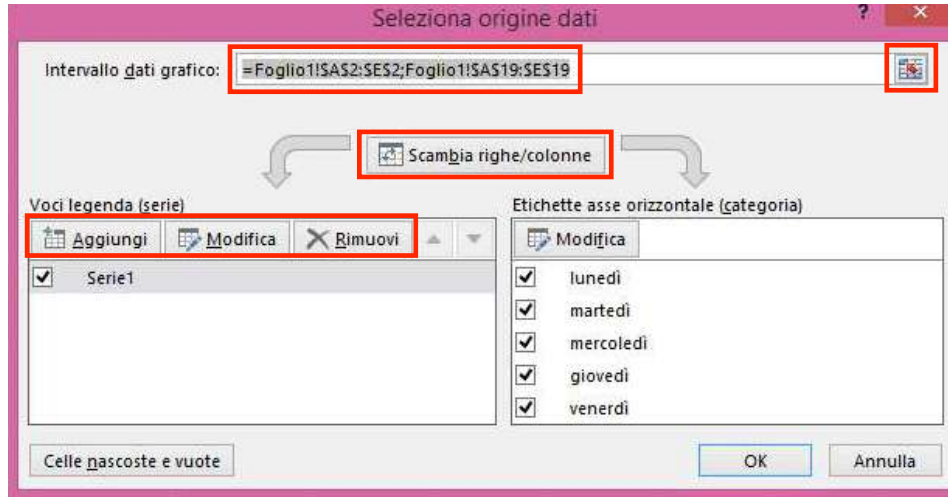 Seleziona origine dati
?
Intervallo dati grafico: =Foglio1!$A$2:$E$2;Foglio1!$A$19:$E$19
Scambia righe/colonne
Voci legenda (serie)
Etichette asse orizzontale (categoria)
Aggiungi Modifica Rimuovi
Modifica
Serie1
lunedì
martedì
mercoledì
giovedì
venerdì
Celle nascoste e vuote
OK
Annulla